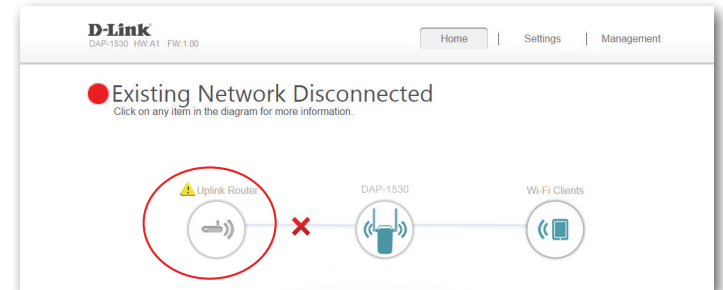 D-Link
DAP-1530 HW:A1 FW:1.00
Home | Settings | Management
Existing Network Disconnected
Click on any item in the diagram for more information.
Uplink Router
DAP-1530
Wi-Fi Clients